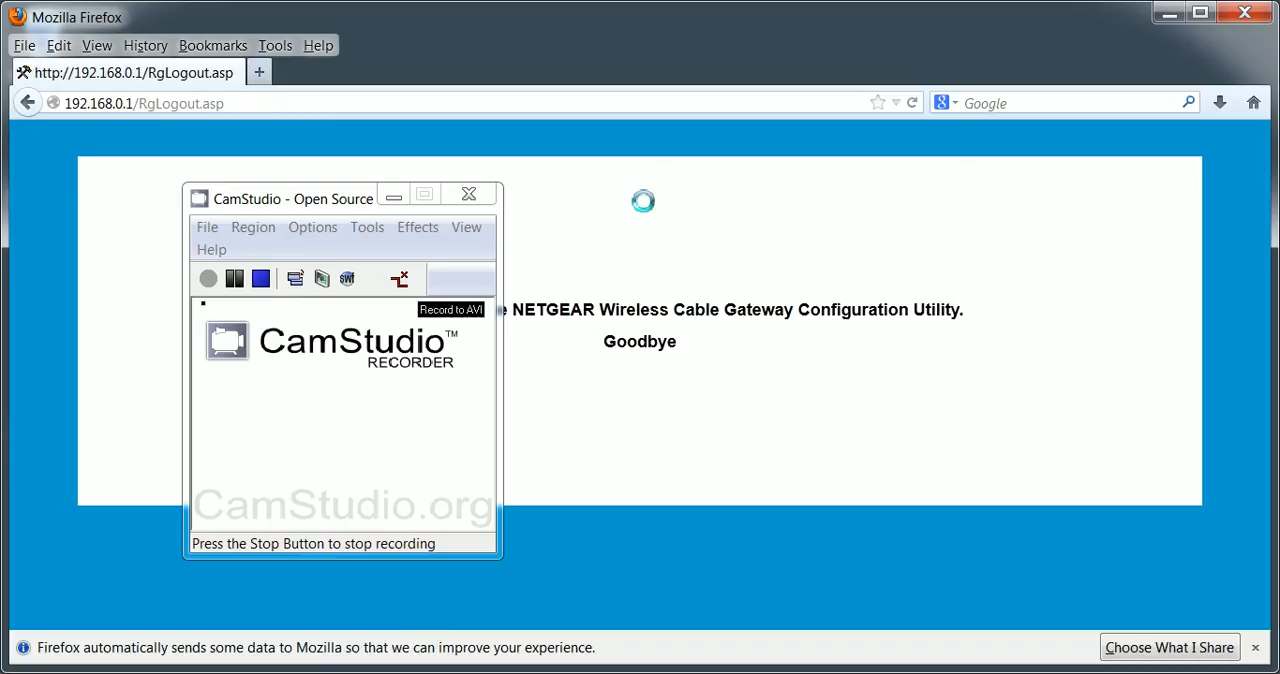 Mozilla Firefox
File Edit View History Bookmarks Tools Help
http://192.168.0.1/RgLogout.asp +
192.168.0.1/RgLogout.asp
Google
CamStudio - Open Source
File Region Options Tools Effects View
Help
SWF
Record to AVI
CamStudio™
RECORDER
NETGEAR Wireless Cable Gateway Configuration Utility.
Goodbye
CamStudio.org
Press the Stop Button to stop recording
Firefox automatically sends some data to Mozilla so that we can improve your experience.
Choose What I Share